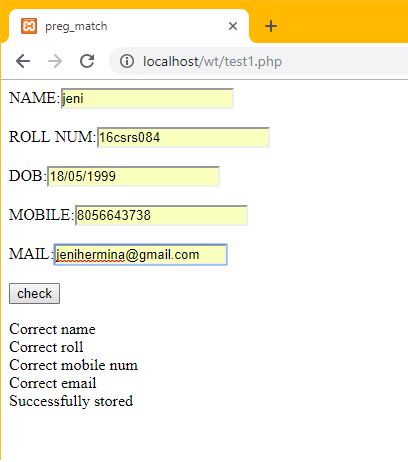 preg_match
localhost/wt/test1.php
NAME:jeni
ROLL NUM:16csrs084
DOB:18/05/1999
MOBILE:8056643738
MAIL:jenihermina@gmail.com
check
Correct name
Correct roll
Correct mobile num
Correct email
Successfully stored